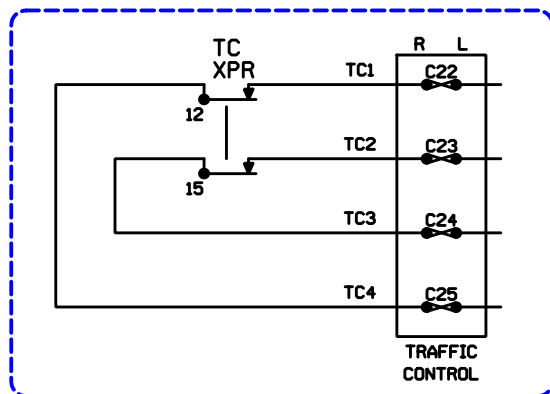 R L
TC
XPR
TC1
C22
12
TC2
C23
15
TC3
C24
TC4
C25
TRAFFIC
CONTROL